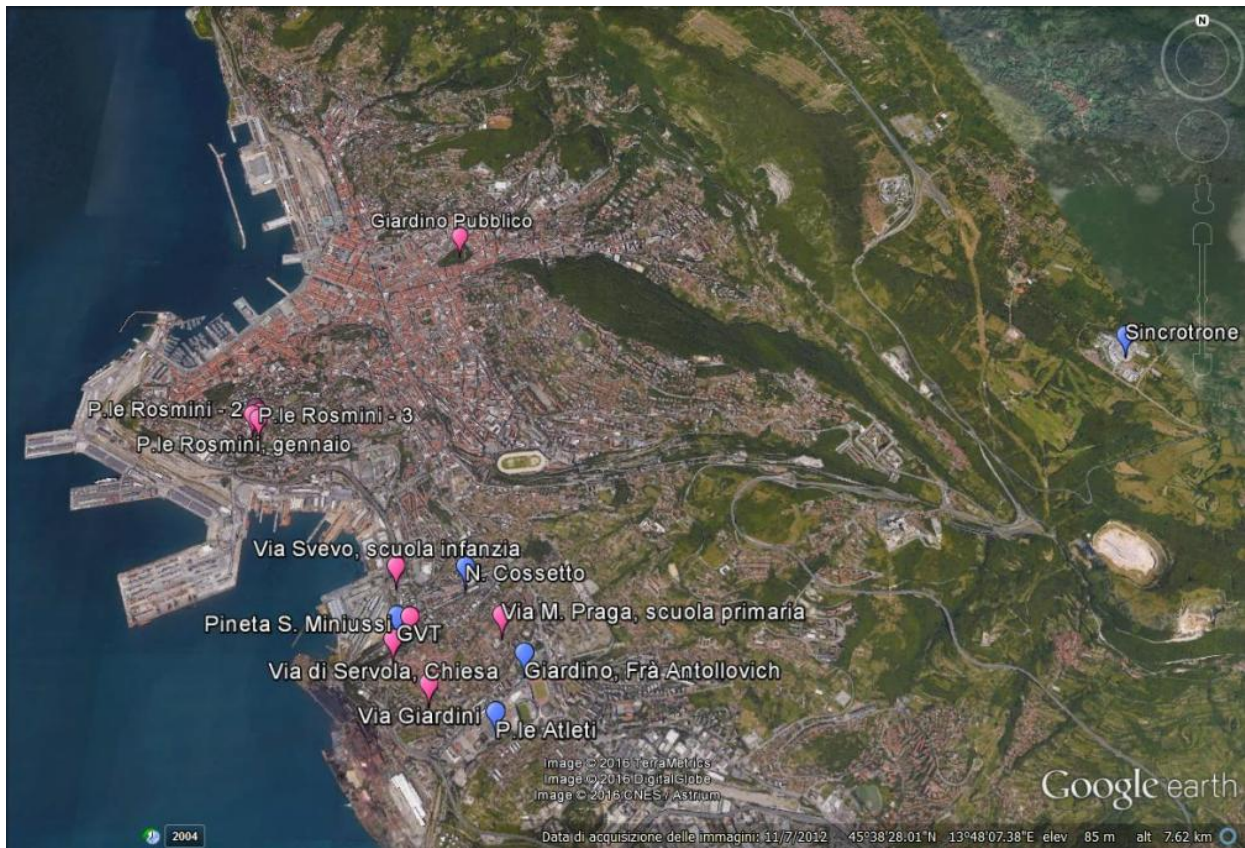 N
Giardino Pubblico
Sincrotrone
P.le Rosmini - 2
P.le Rosmini - 3
P.le Rosmini, gennaio
Via Svevo, scuola infanzia
N. Cossetto
Via M. Praga, scuola primaria
Pineta S. Miniussi
GVT
Via di Servola, Chiesa
Giardino, Frà Antollovich
Via Giardini
P.le Atleti
Image © 2016 TerraMetrics
Image © 2016 DigitalGlobe
Image © 2016 CNES / Astrium
Google earth
2004
Data di acquisizione delle immagini: 11/7/2012 45°38'28.01"N 13°48'07.38"E elev 85 m alt 7.62 km